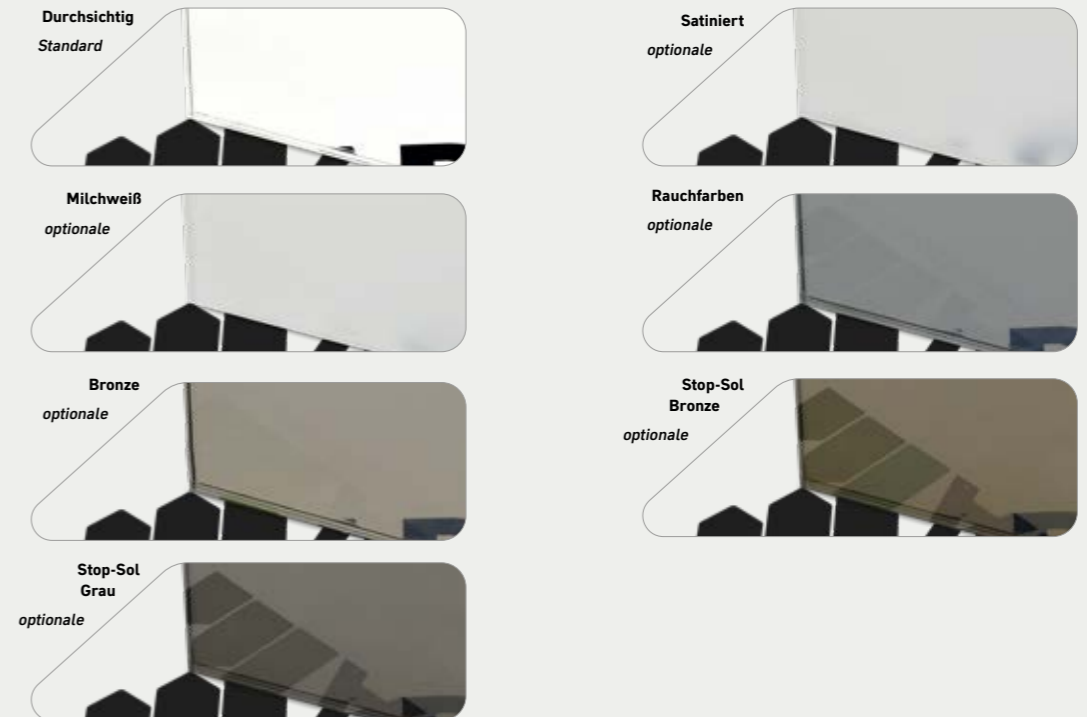 Durchsichtig
Standard
Satiniert
optionale
Milchweiß
optionale
Rauchfarben
optionale
Bronze
optionale
Stop-Sol
Bronze
optionale
Stop-Sol
Grau
optionale